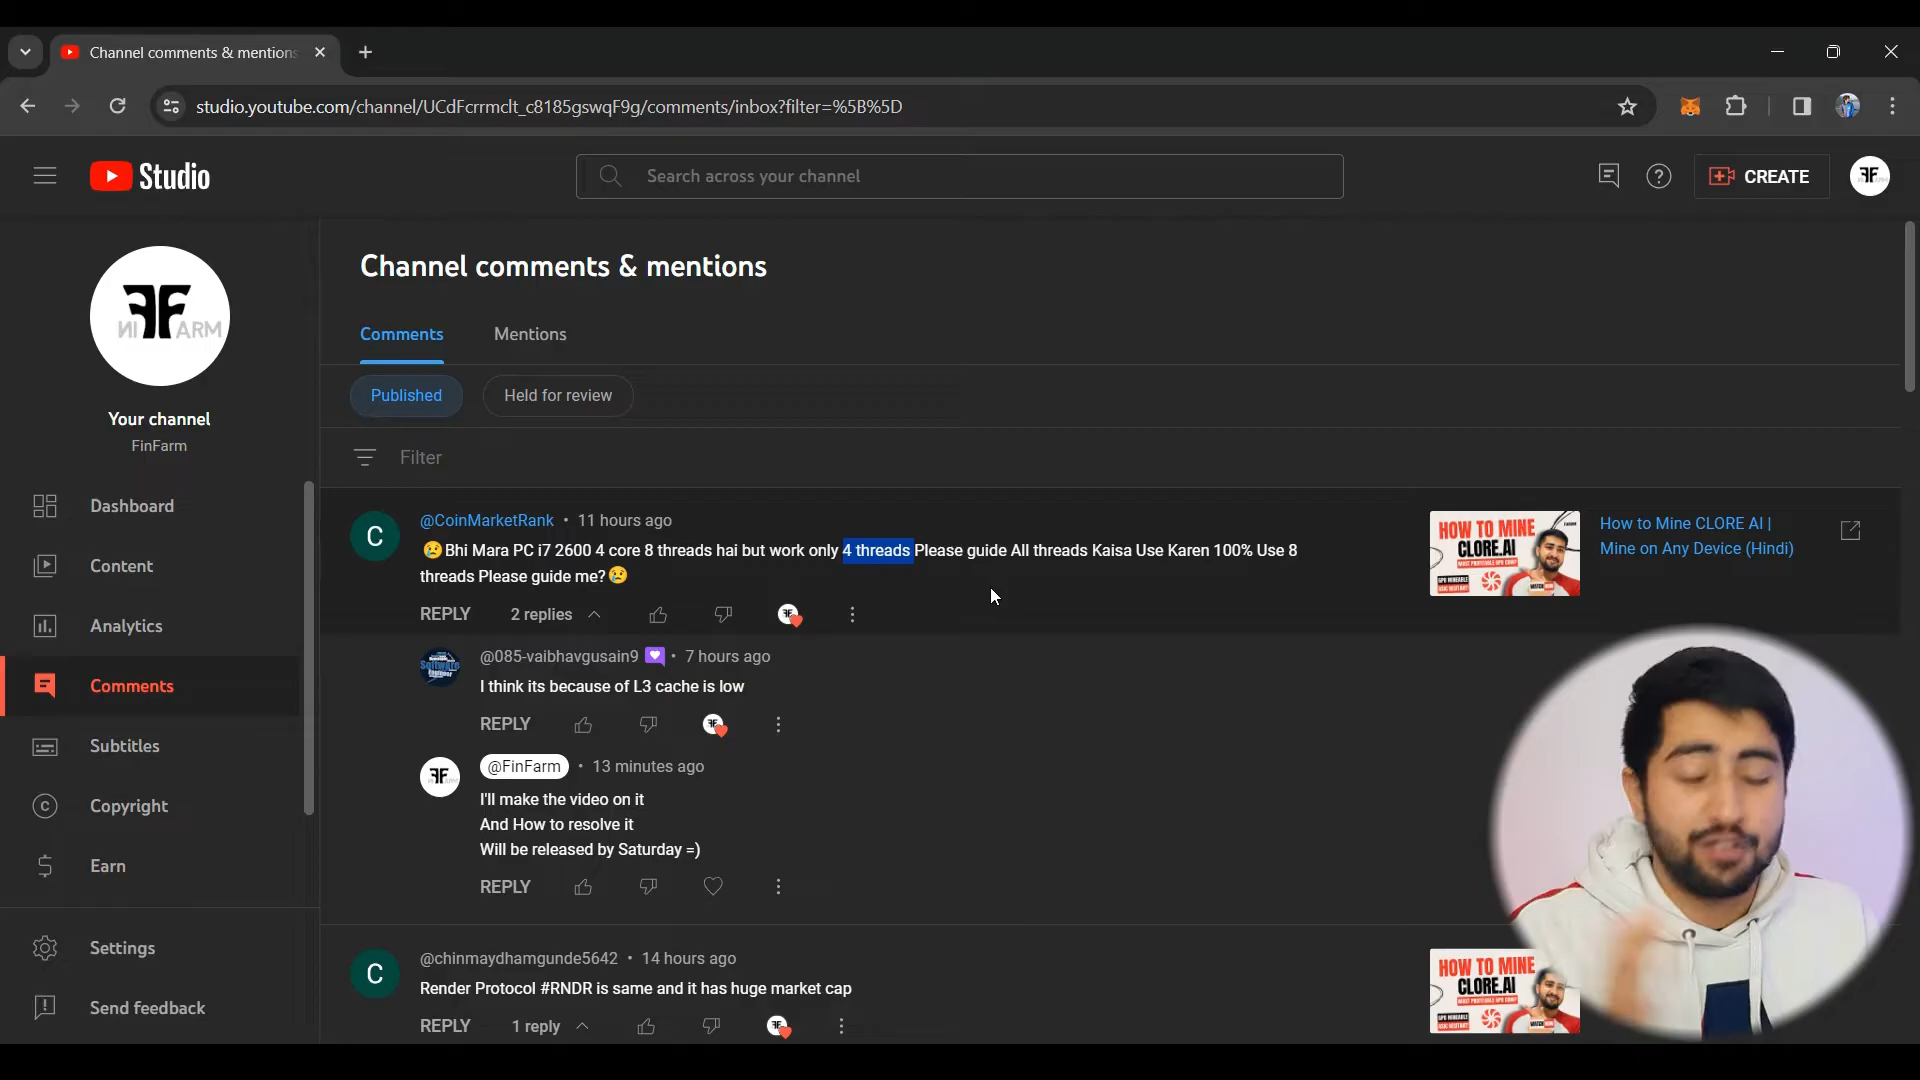 Channel comments & mentions
studio.youtube.com/channel/UCdFcrrmclt_c8185gswqF9g/comments/inbox?filter=%5B%5D
Studio
Search across your channel
CREATE
Channel comments & mentions
Comments Mentions
Published Held for review
Filter
FINFARM
Your channel
FinFarm
Dashboard
Content
Analytics
Comments
Subtitles
Copyright
Earn
Settings
Send feedback
C
@CoinMarketRank • 11 hours ago
😢Bhi Mara PC i7 2600 4 core 8 threads hai but work only 4 threads Please guide All threads Kaisa Use Karen 100% Use 8
threads Please guide me?😢
REPLY 2 replies
HOW TO MINE
CLORE.AI
How to Mine CLORE AI |
Mine on Any Device (Hindi)
@085-vaibhavgusain9 • 7 hours ago
I think its because of L3 cache is low
REPLY
@FinFarm • 13 minutes ago
I'll make the video on it
And How to resolve it
Will be released by Saturday =)
REPLY
C
@chinmaydhamgunde5642 • 14 hours ago
Render Protocol #RNDR is same and it has huge market cap
REPLY 1 reply
HOW TO MINE
CLORE.AI